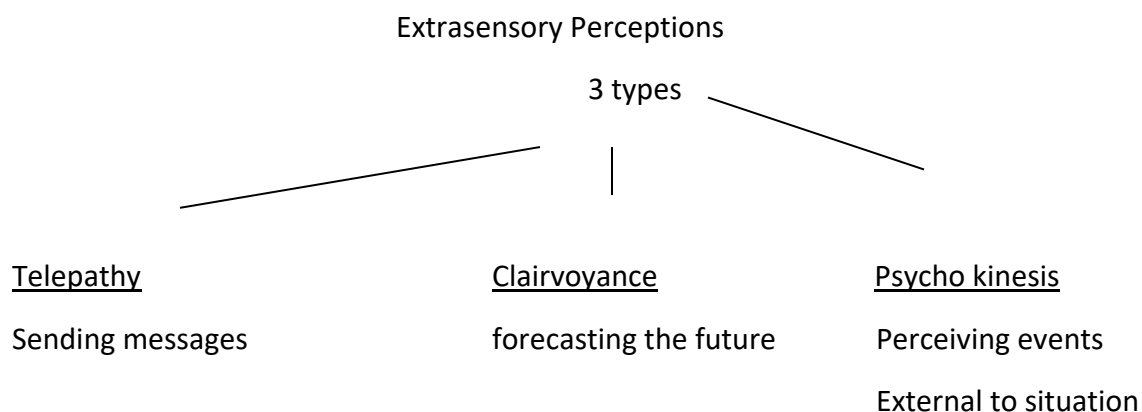 Extrasensory Perceptions
3 types
Telepathy
Sending messages
Clairvoyance
forecasting the future
Psycho kinesis
Perceiving events
External to situation